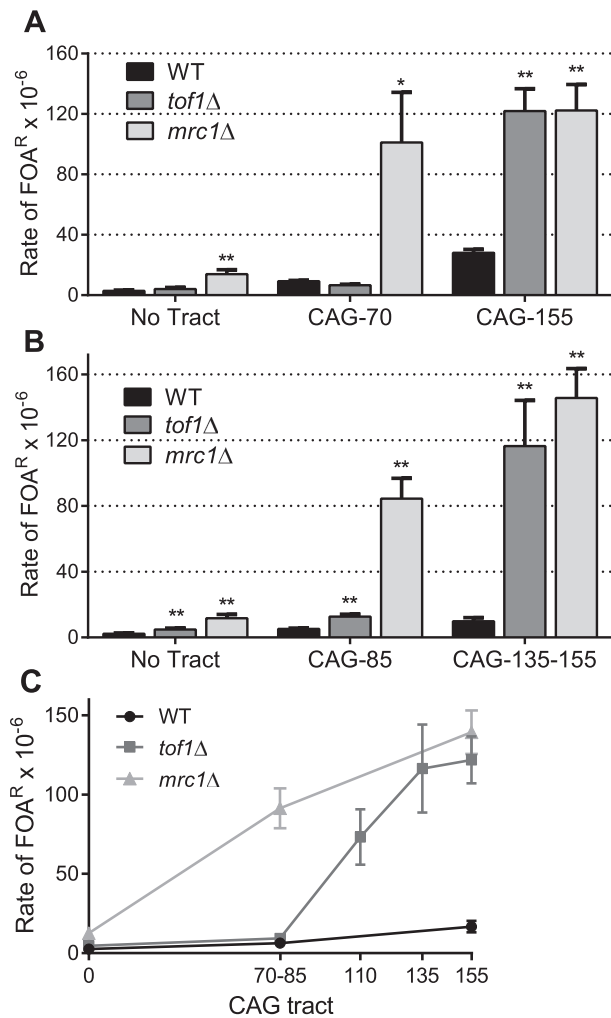 A
Rate of FOA^R x 10^-6
160
120
80
40
0
WT
tof1Δ
mrc1Δ
**
*
**
**
No Tract
CAG-70
CAG-155
B
Rate of FOA^R x 10^-6
160
120
80
40
0
WT
tof1Δ
mrc1Δ
**
**
**
**
**
**
No Tract
CAG-85
CAG-135-155
C
Rate of FOA^R x 10^-6
150
100
50
0
WT
tof1Δ
mrc1Δ
0
70-85
110
135
155
CAG tract